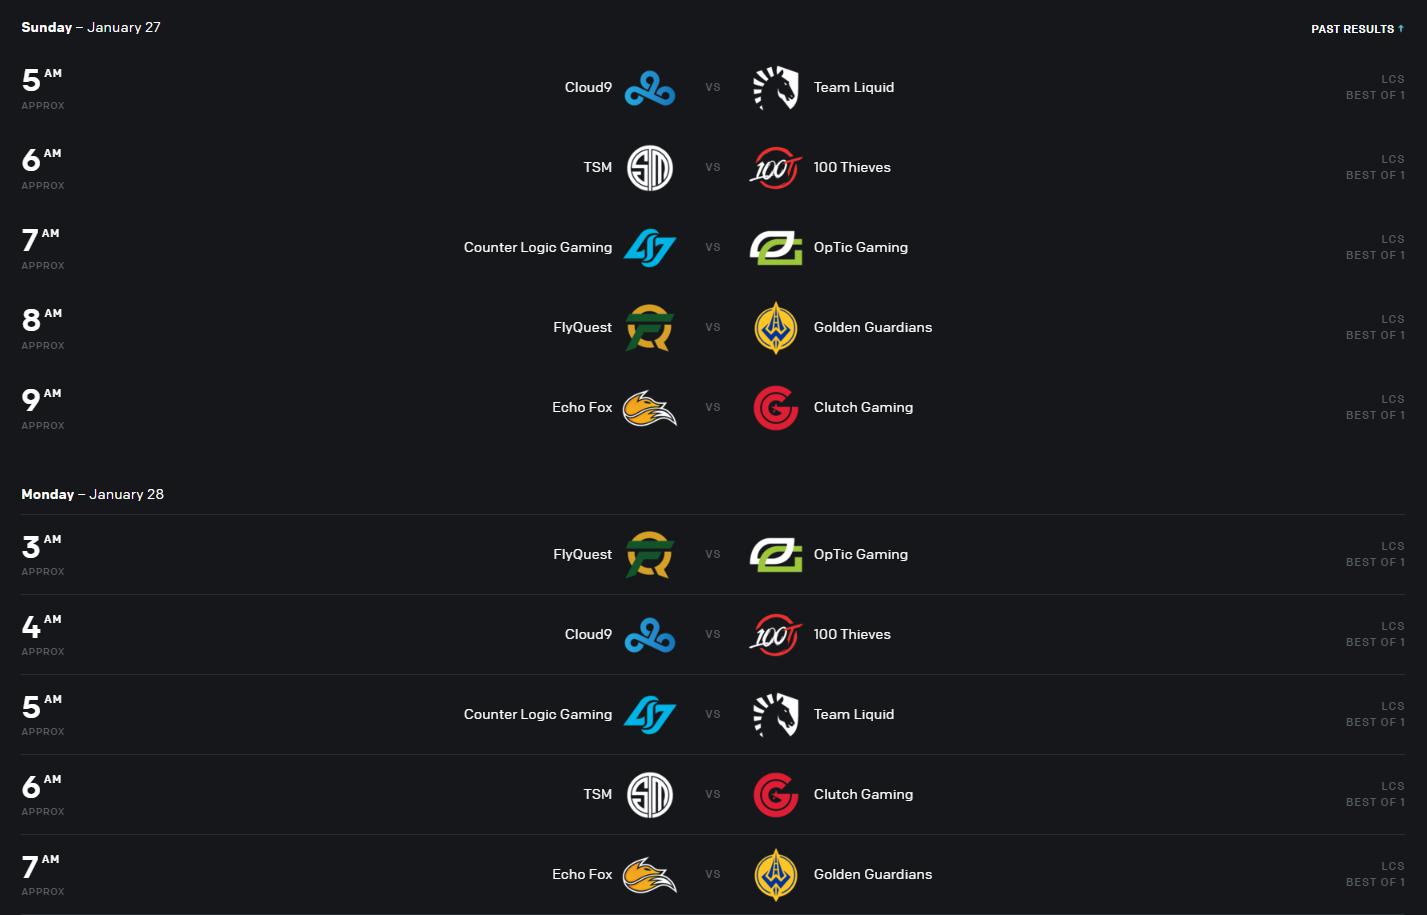 Sunday – January 27
PAST RESULTS ↑
5 AM
APPROX
Cloud9 VS Team Liquid
LCS
BEST OF 1
6 AM
APPROX
TSM VS 100T 100 Thieves
LCS
BEST OF 1
7 AM
APPROX
Counter Logic Gaming VS OpTic Gaming
LCS
BEST OF 1
8 AM
APPROX
FlyQuest VS Golden Guardians
LCS
BEST OF 1
9 AM
APPROX
Echo Fox VS Clutch Gaming
LCS
BEST OF 1
Monday – January 28
3 AM
APPROX
FlyQuest VS OpTic Gaming
LCS
BEST OF 1
4 AM
APPROX
Cloud9 VS 100T 100 Thieves
LCS
BEST OF 1
5 AM
APPROX
Counter Logic Gaming VS Team Liquid
LCS
BEST OF 1
6 AM
APPROX
TSM VS Clutch Gaming
LCS
BEST OF 1
7 AM
APPROX
Echo Fox VS Golden Guardians
LCS
BEST OF 1